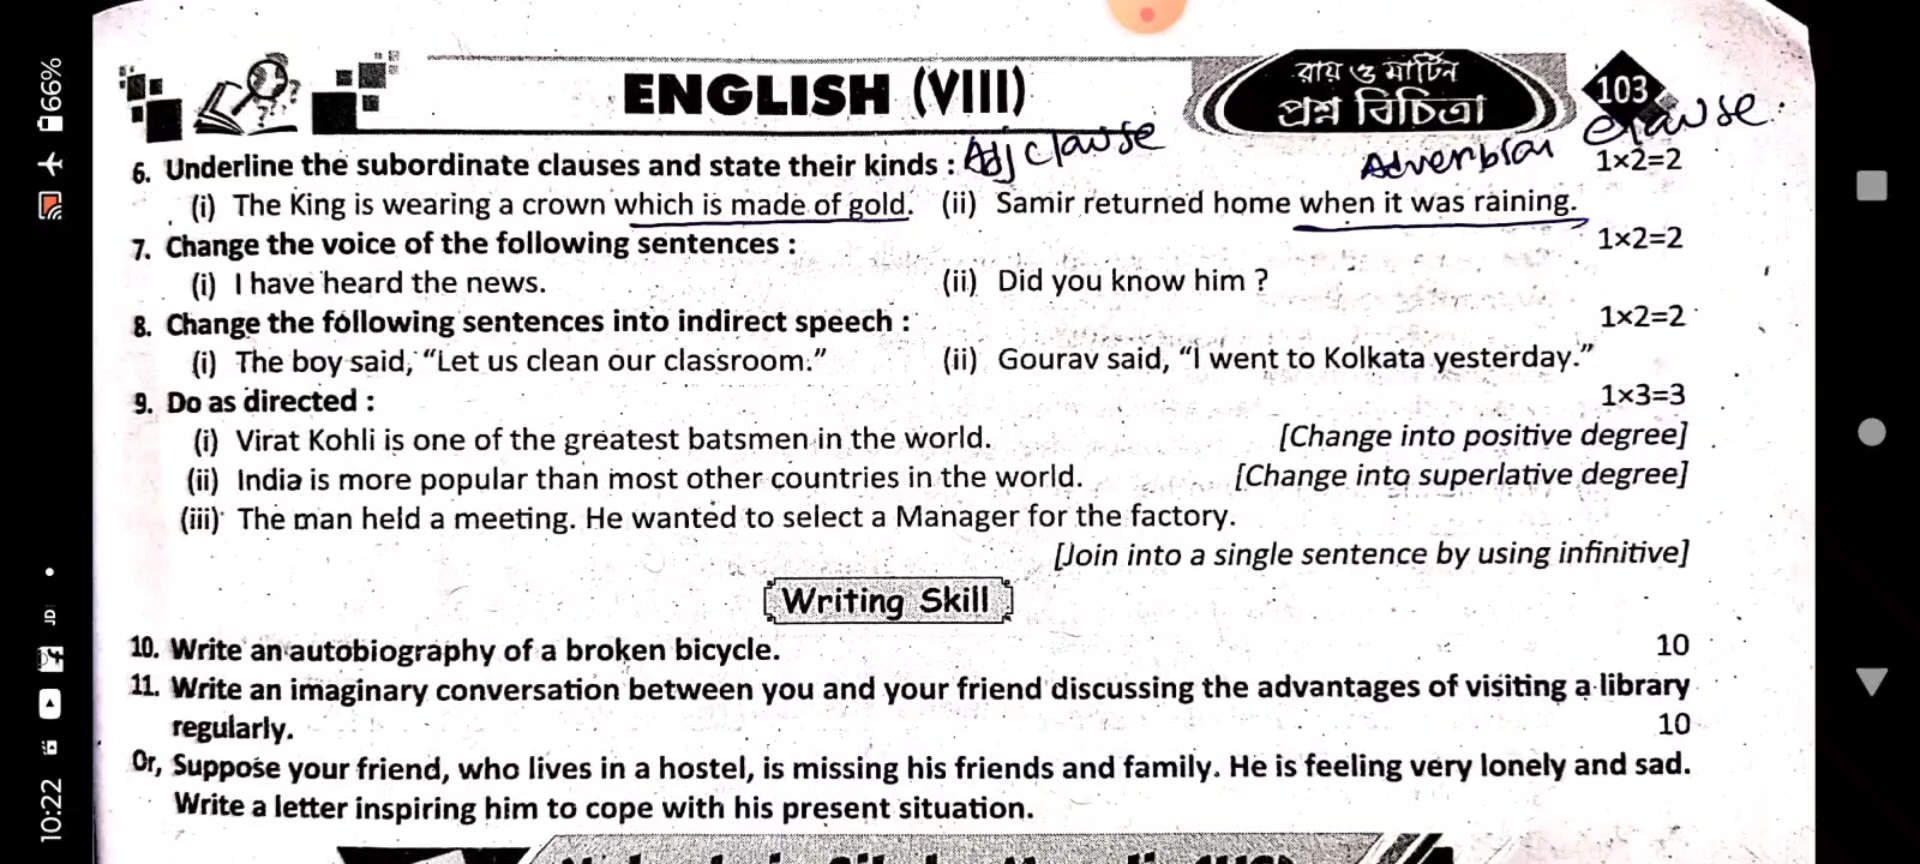 66%
10:22
ENGLISH (VIII)
রায় ও মার্টিন
প্রশ্ন বিচিত্রা
103
Adj clause
clause
6. Underline the subordinate clauses and state their kinds : 1×2=2
(i) The King is wearing a crown which is made of gold. (ii) Samir returned home when it was raining.
7. Change the voice of the following sentences : 1×2=2
(i) I have heard the news. (ii) Did you know him ?
8. Change the following sentences into indirect speech : 1×2=2
(i) The boy said, “Let us clean our classroom.” (ii) Gourav said, “I went to Kolkata yesterday.”
9. Do as directed : 1×3=3
(i) Virat Kohli is one of the greatest batsmen in the world. [Change into positive degree]
(ii) India is more popular than most other countries in the world. [Change into superlative degree]
(iii) The man held a meeting. He wanted to select a Manager for the factory.
[Join into a single sentence by using infinitive]
Writing Skill
10. Write an autobiography of a broken bicycle. 10
11. Write an imaginary conversation between you and your friend discussing the advantages of visiting a library
regularly. 10
Or, Suppose your friend, who lives in a hostel, is missing his friends and family. He is feeling very lonely and sad.
Write a letter inspiring him to cope with his present situation.